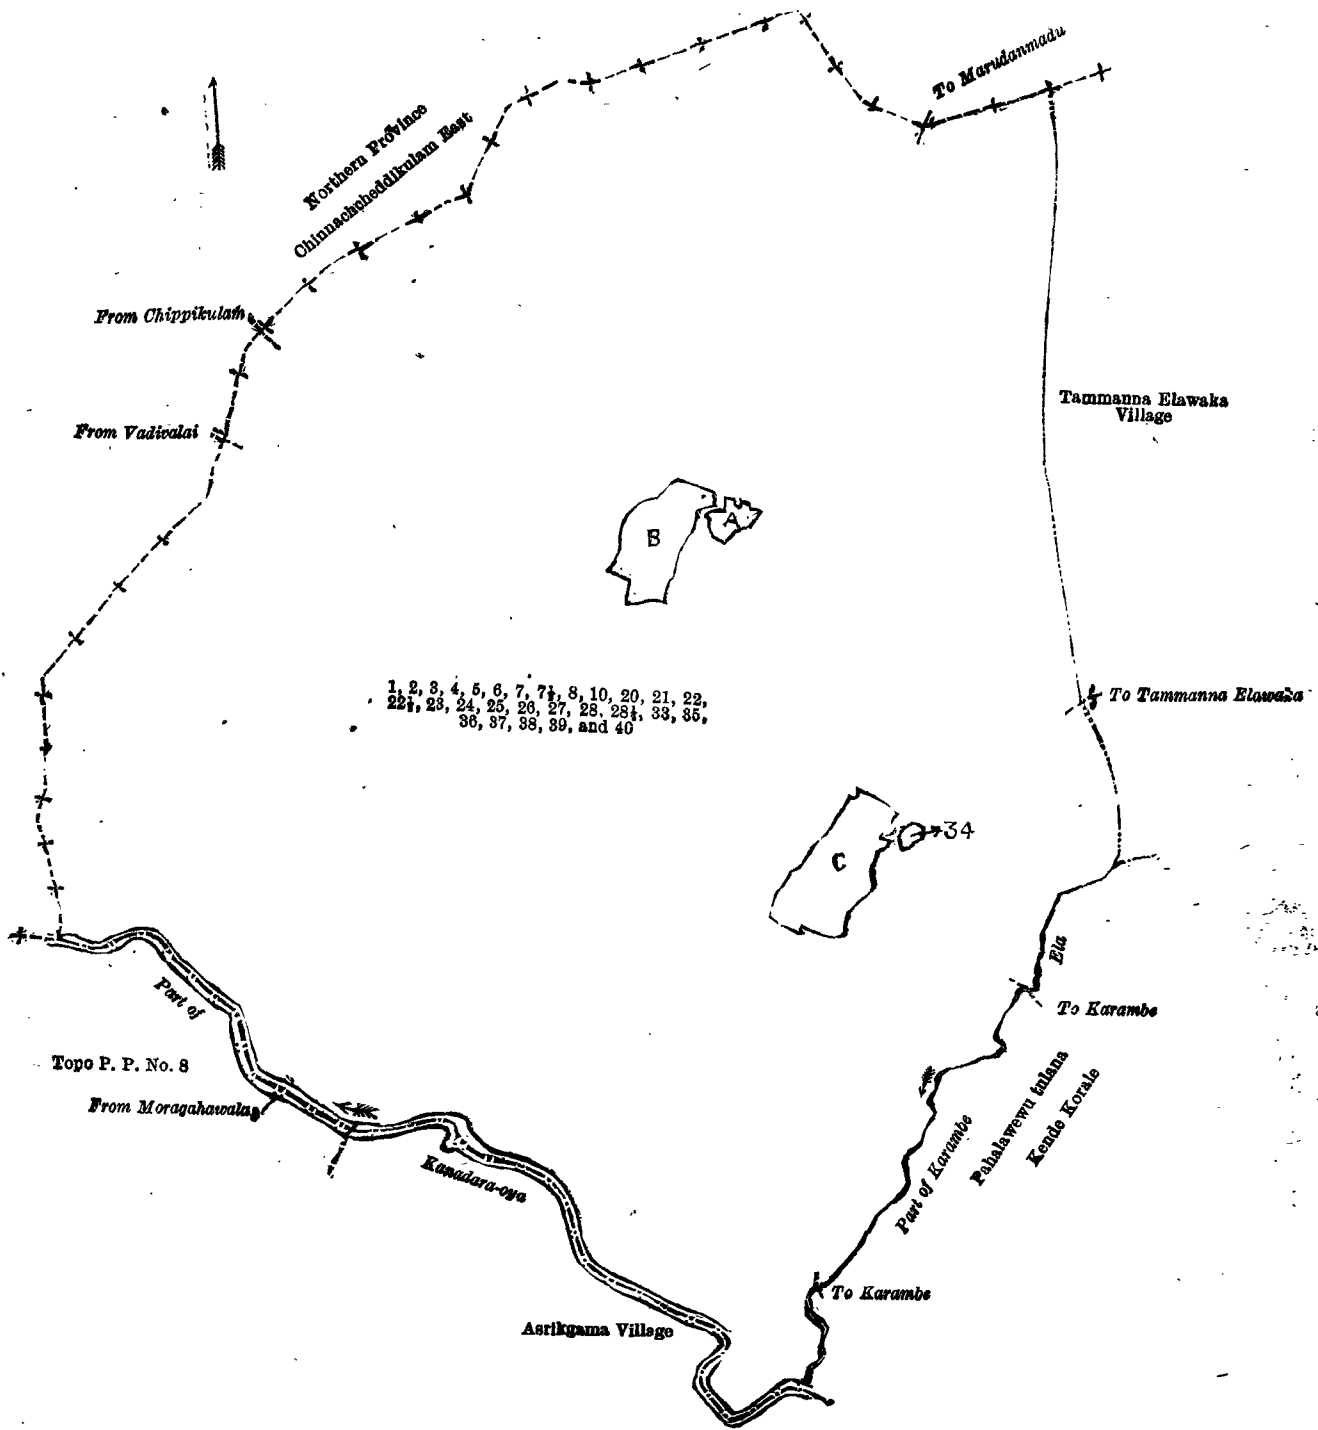 To Marudanmadu
Northern Province
Chinnachcheddikulam East
From Chippikulam
From Vadivalai
Tammanna Elawaka
Village
A
B
1, 2, 3, 4, 5, 6, 7, 7½, 8, 10, 20, 21, 22,
22½, 23, 24, 25, 26, 27, 28, 28½, 33, 35,
36, 37, 38, 39, and 40
To Tammanna Elawaka
34
C
Ela
To Karambe
Part of
Topo P. P. No. 8
From Moragahawala
Kanadara-oya
Part of Karambe
Pahalawewu tulana
Kende Korale
To Karambe
Asrikgama Village